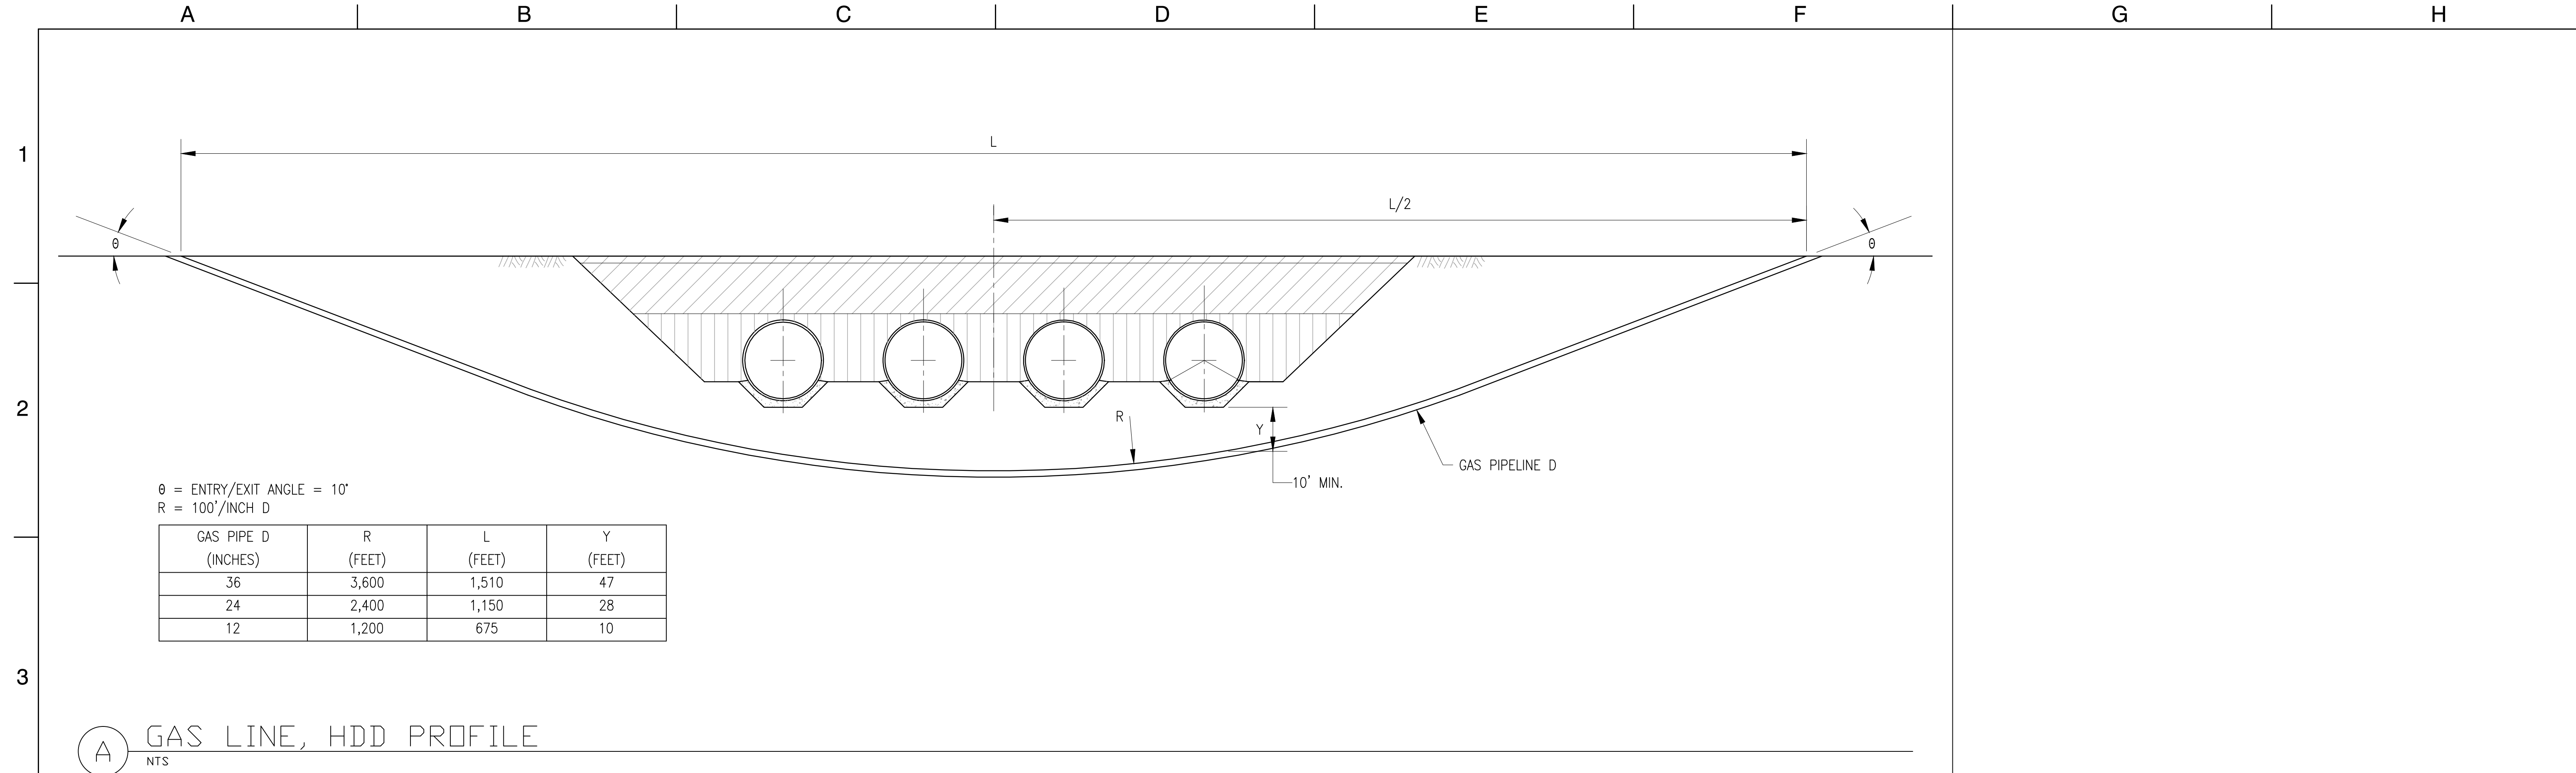 A B C D E F G H
1
L
L/2
θ θ
2
R
Y
GAS PIPELINE D
10' MIN.
θ = ENTRY/EXIT ANGLE = 10°
R = 100'/INCH D
GAS PIPE D (INCHES) R (FEET) L (FEET) Y (FEET)
36 3,600 1,510 47
24 2,400 1,150 28
12 1,200 675 10
3
A GAS LINE, HDD PROFILE
NTS